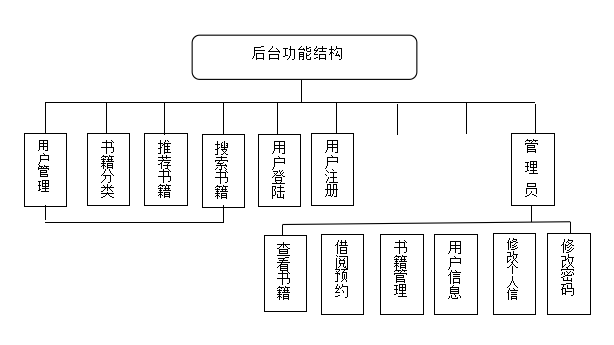 后台功能结构
用户管理
书籍分类
推荐书籍
搜索书籍
用户登陆
用户注册
管理员
查看书籍
借阅预约
书籍管理
用户信息
修改个人信
修改密码